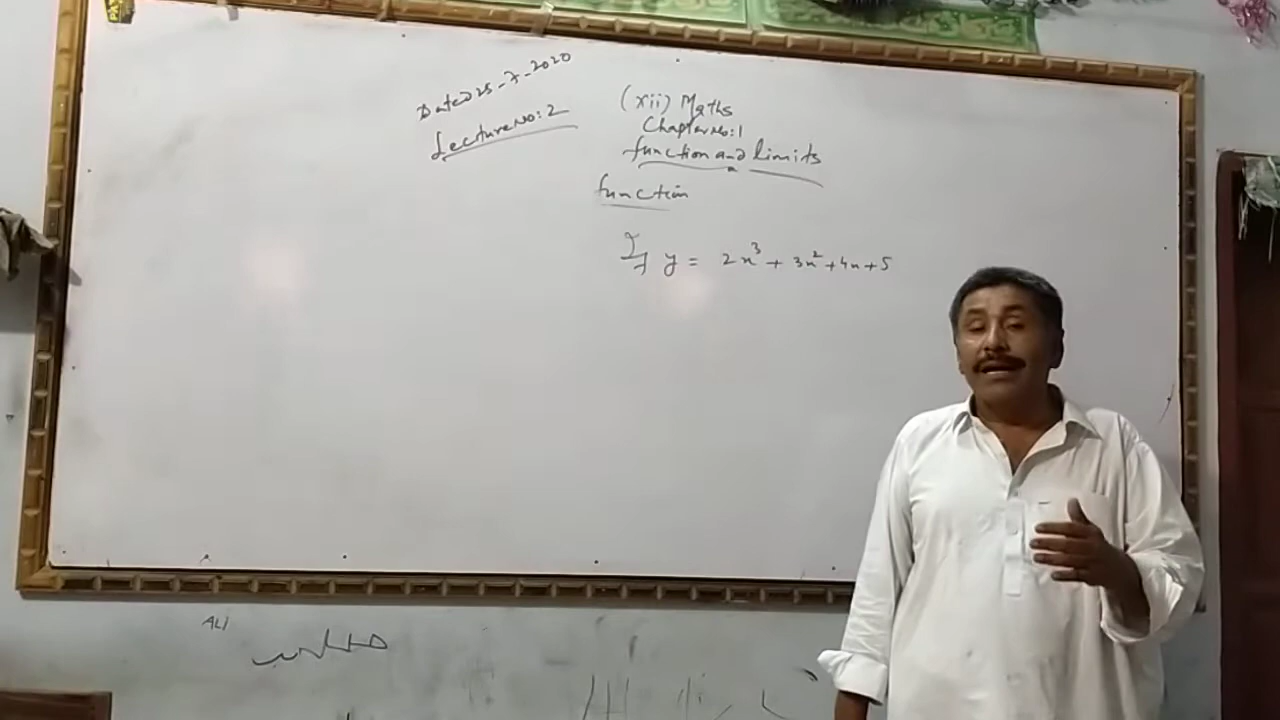 Dated 25-7-2020
Lecture No: 2
(xii) Maths
Chapter No: 1
function and limits
function
If y = 2x³ + 3x² + 4x + 5
ALI